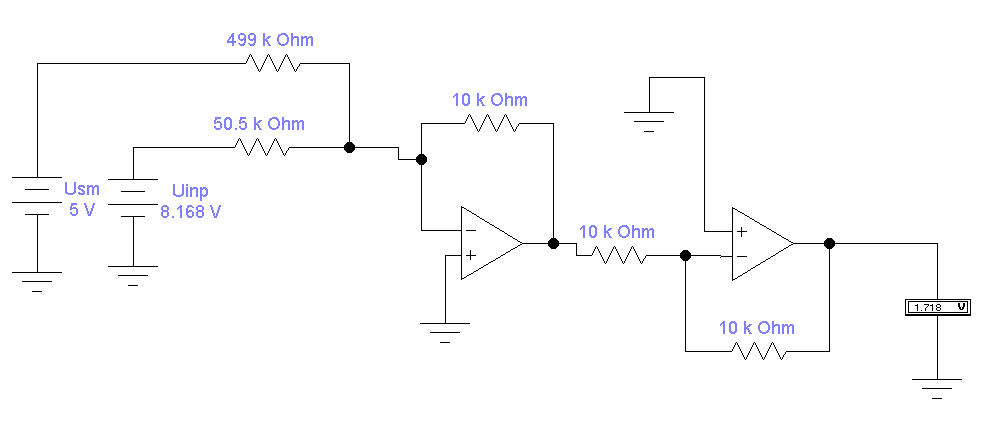 499 k Ohm
10 k Ohm
50.5 k Ohm
Usm
5 V
Uinp
8.168 V
10 k Ohm
1.718 V
10 k Ohm